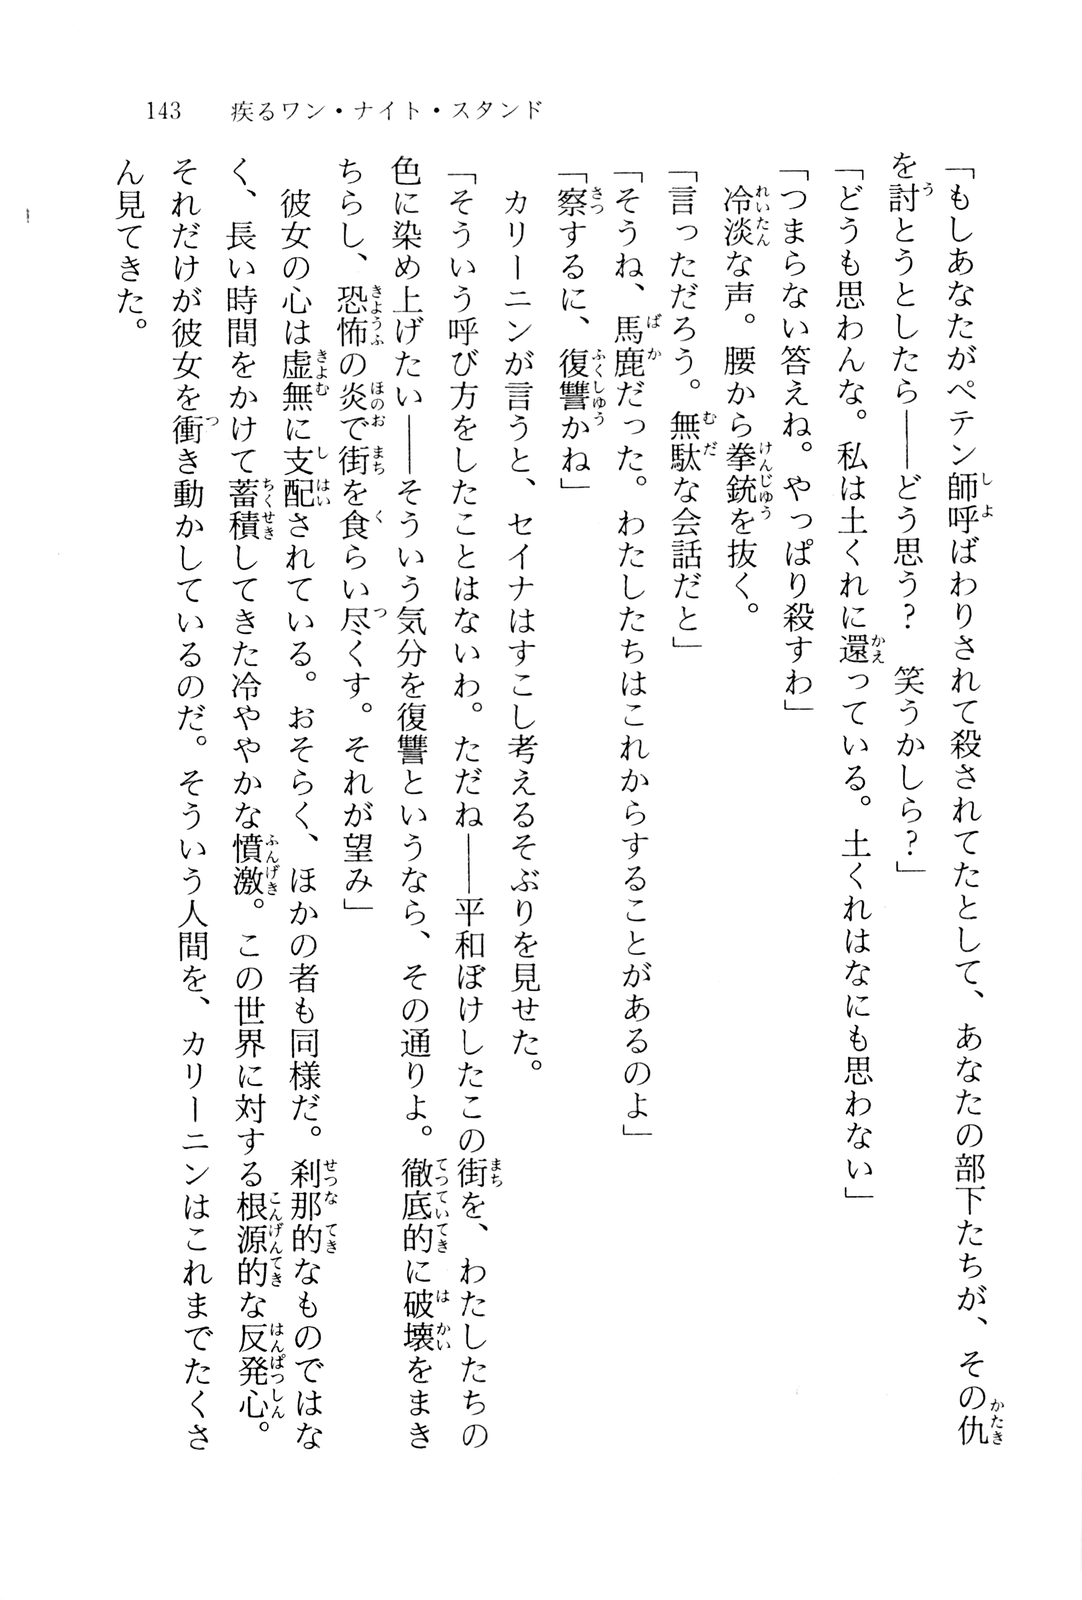 143　疾るワン・ナイト・スタンド
「もしあなたがペテン師呼ばわりされて殺されてたとして、あなたの部下たちが、その仇
を討とうとしたら――どう思う？　笑うかしら？」
「どうも思わんな。私は土くれに還っている。土くれはなにも思わない」
「つまらない答えね。やっぱり殺すわ」
　冷淡な声。腰から拳銃を抜く。
「言っただろう。無駄な会話だと」
「そうね、馬鹿だった。わたしたちはこれからすることがあるのよ」
「察するに、復讐かね」
　カリーニンが言うと、セイナはすこし考えるそぶりを見せた。
「そういう呼び方をしたことはないわ。ただね――平和ぼけしたこの街を、わたしたちの
色に染め上げたい――そういう気分を復讐というなら、その通りよ。徹底的に破壊をまき
ちらし、恐怖の炎で街を食らい尽くす。それが望み」
　彼女の心は虚無に支配されている。おそらく、ほかの者も同様だ。刹那的なものではな
く、長い時間をかけて蓄積してきた冷ややかな憤激。この世界に対する根源的な反発心。
それだけが彼女を衝き動かしているのだ。そういう人間を、カリーニンはこれまでたくさ
ん見てきた。